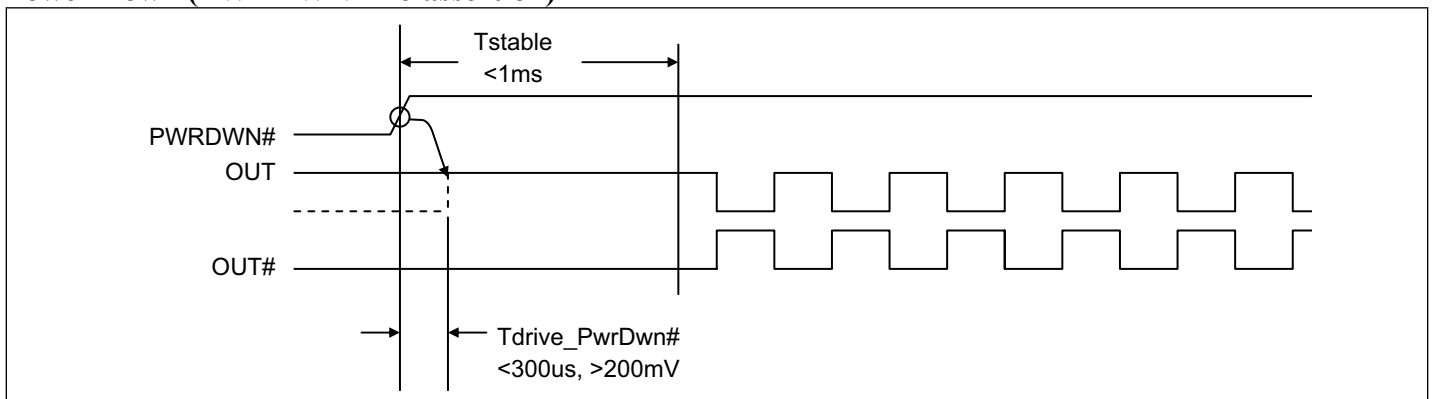 Tstable
<1ms
PWRDWN#
OUT
OUT#
Tdrive_PwrDwn#
<300us, >200mV